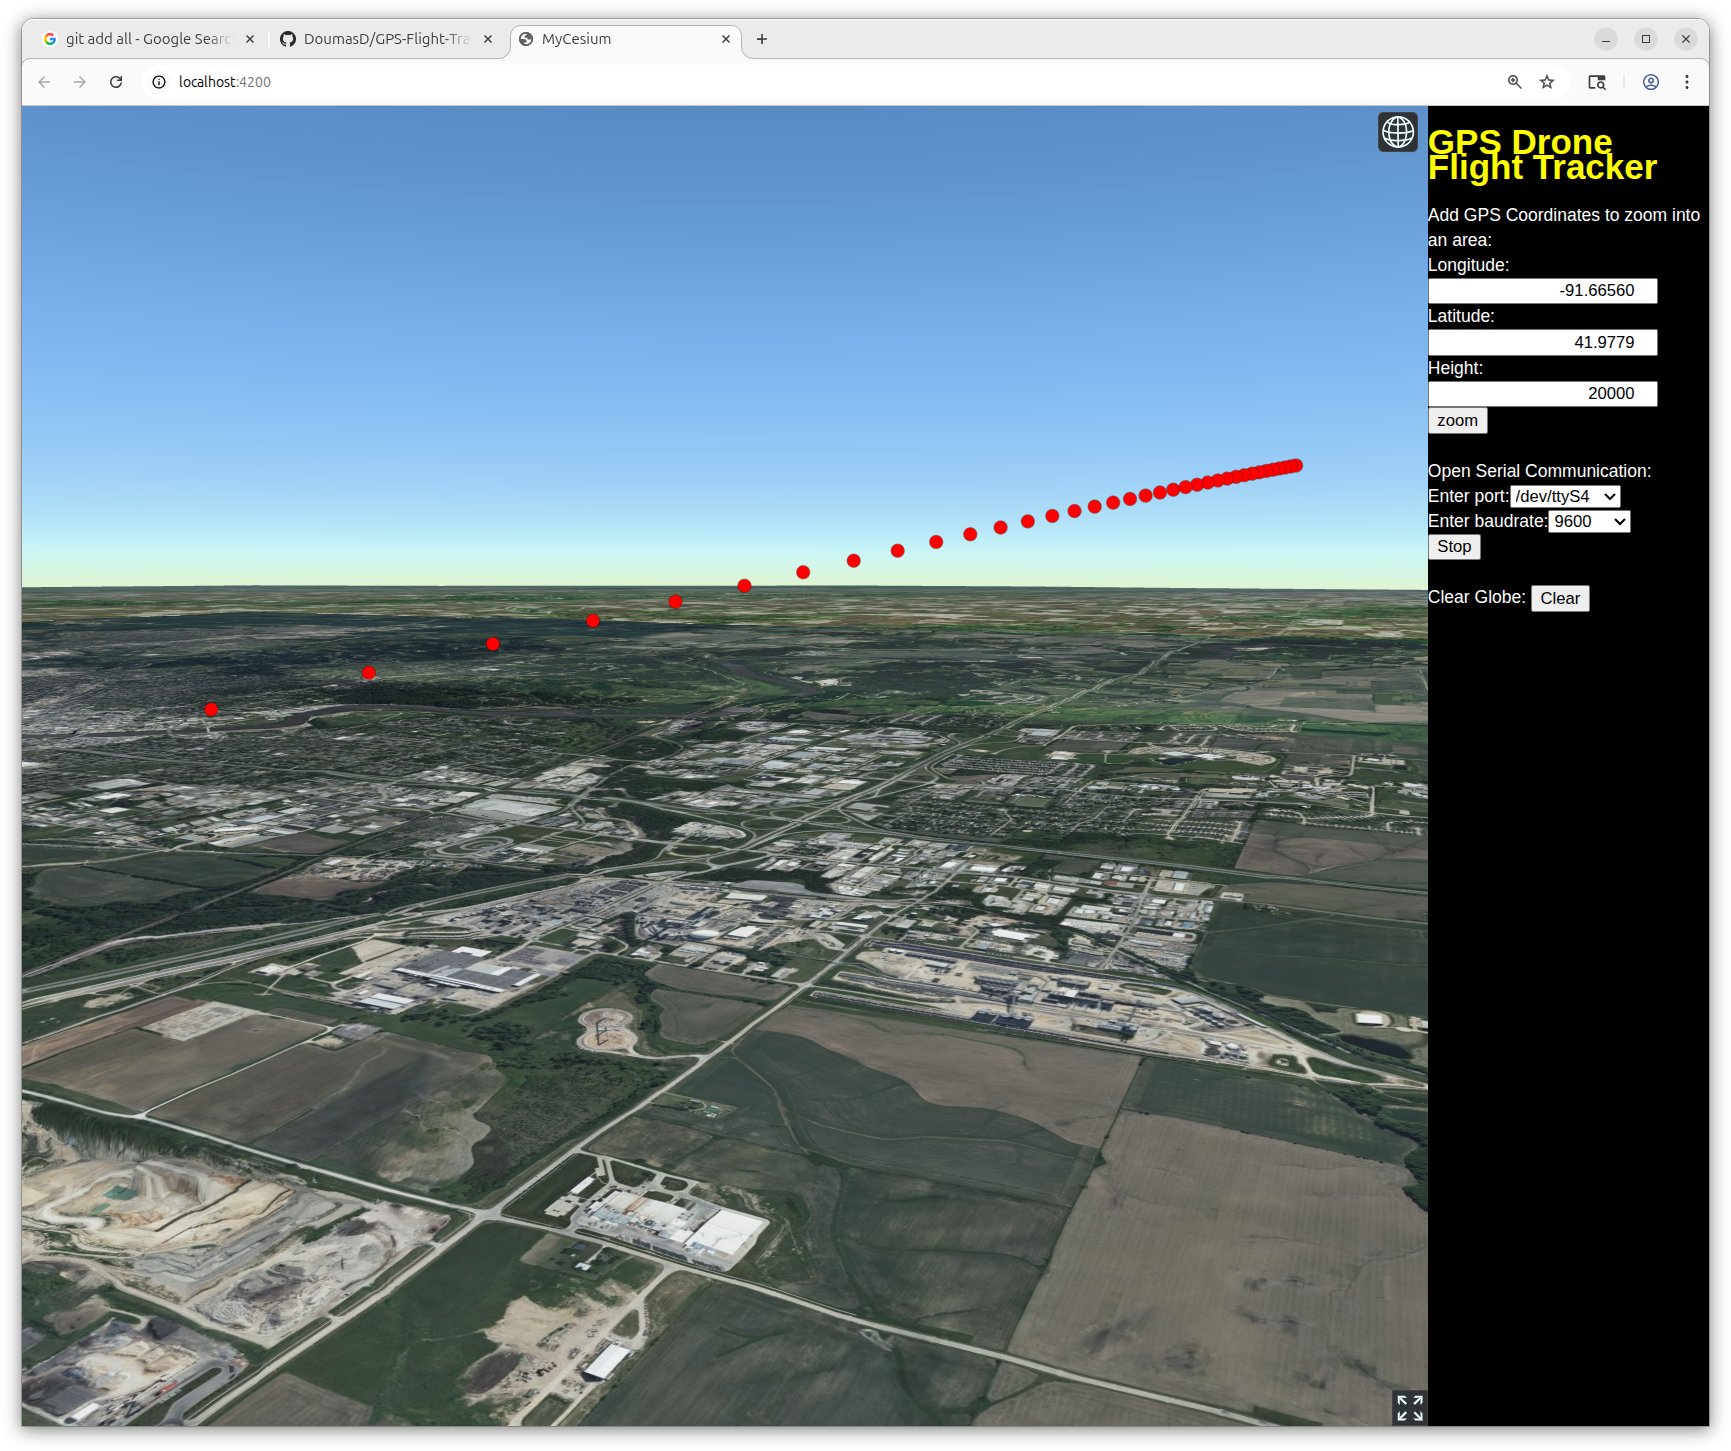 git add all - Google Searc
DoumasD/GPS-Flight-Tra
MyCesium
localhost:4200
GPS Drone
Flight Tracker
Add GPS Coordinates to zoom into
an area:
Longitude:
-91.66560
Latitude:
41.9779
Height:
20000
zoom
Open Serial Communication:
Enter port: /dev/ttyS4
Enter baudrate: 9600
Stop
Clear Globe: Clear